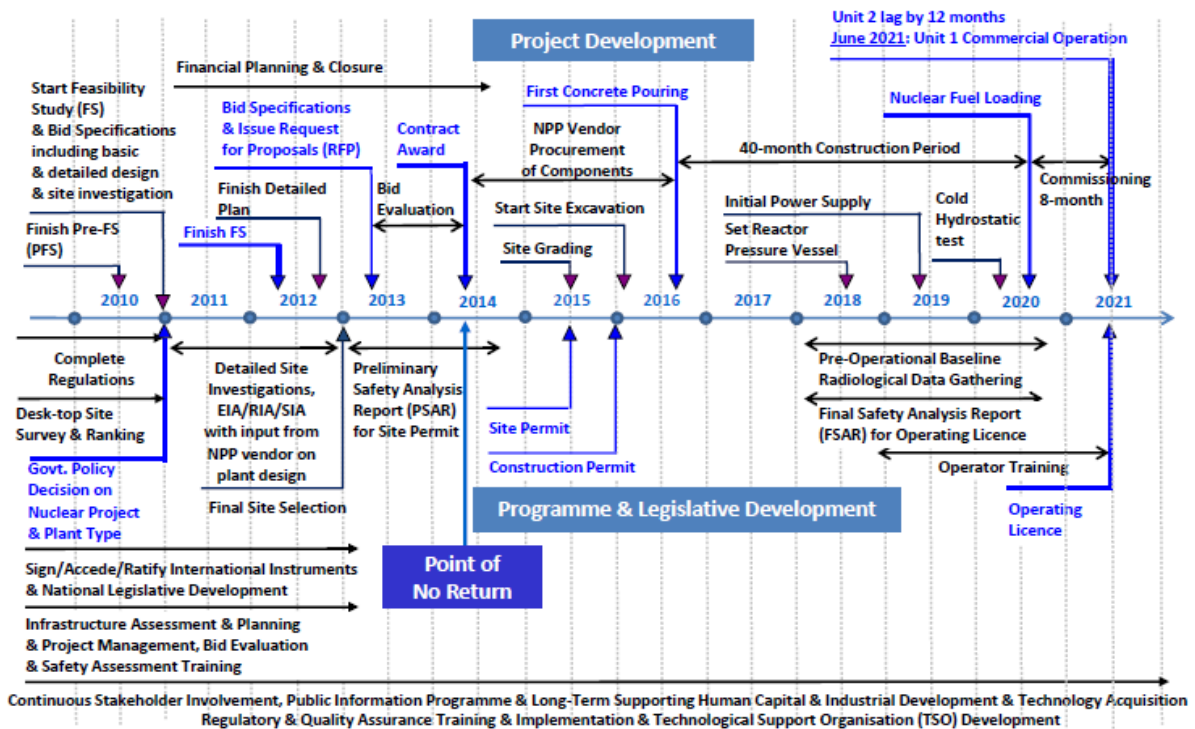 Unit 2 lag by 12 months
June 2021: Unit 1 Commercial Operation
Project Development
Financial Planning & Closure
Start Feasibility
Study (FS)
& Bid Specifications
including basic
& detailed design
& site investigation
Bid Specifications
& Issue Request
for Proposals (RFP)
Contract
Award
First Concrete Pouring
NPP Vendor
Procurement
of Components
Nuclear Fuel Loading
40-month Construction Period
Commissioning
8-month
Finish Detailed
Plan
Bid
Evaluation
Start Site Excavation
Initial Power Supply
Set Reactor
Pressure Vessel
Cold
Hydrostatic
test
Finish Pre-FS
(PFS)
Finish FS
Site Grading
2010
2011
2012
2013
2014
2015
2016
2017
2018
2019
2020
2021
Complete
Regulations
Desk-top Site
Survey & Ranking
Govt. Policy
Decision on
Nuclear Project
& Plant Type
Detailed Site
Investigations,
EIA/RIA/SIA
with input from
NPP vendor on
plant design
Final Site Selection
Preliminary
Safety Analysis
Report (PSAR)
for Site Permit
Site Permit
Construction Permit
Pre-Operational Baseline
Radiological Data Gathering
Final Safety Analysis Report
(FSAR) for Operating Licence
Operator Training
Operating
Licence
Programme & Legislative Development
Point of
No Return
Sign/Accede/Ratify International Instruments
& National Legislative Development
Infrastructure Assessment & Planning
& Project Management, Bid Evaluation
& Safety Assessment Training
Continuous Stakeholder Involvement, Public Information Programme & Long-Term Supporting Human Capital & Industrial Development & Technology Acquisition
Regulatory & Quality Assurance Training & Implementation & Technological Support Organisation (TSO) Development